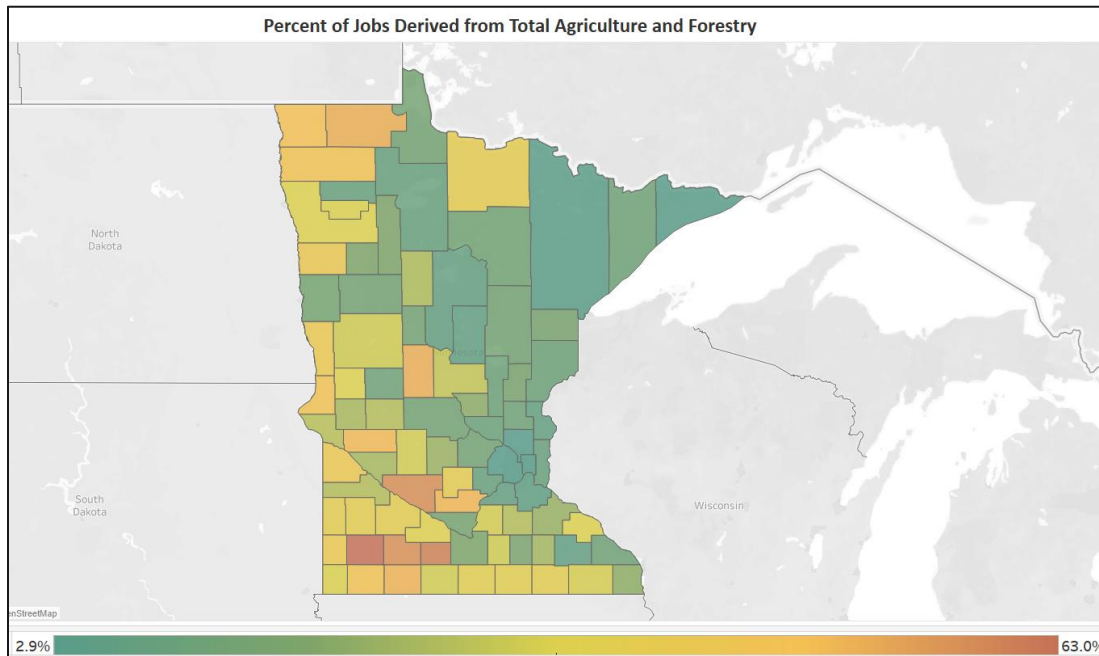 Percent of Jobs Derived from Total Agriculture and Forestry
North
Dakota
South
Dakota
Wisconsin
enStreetMap
2.9%
63.0%